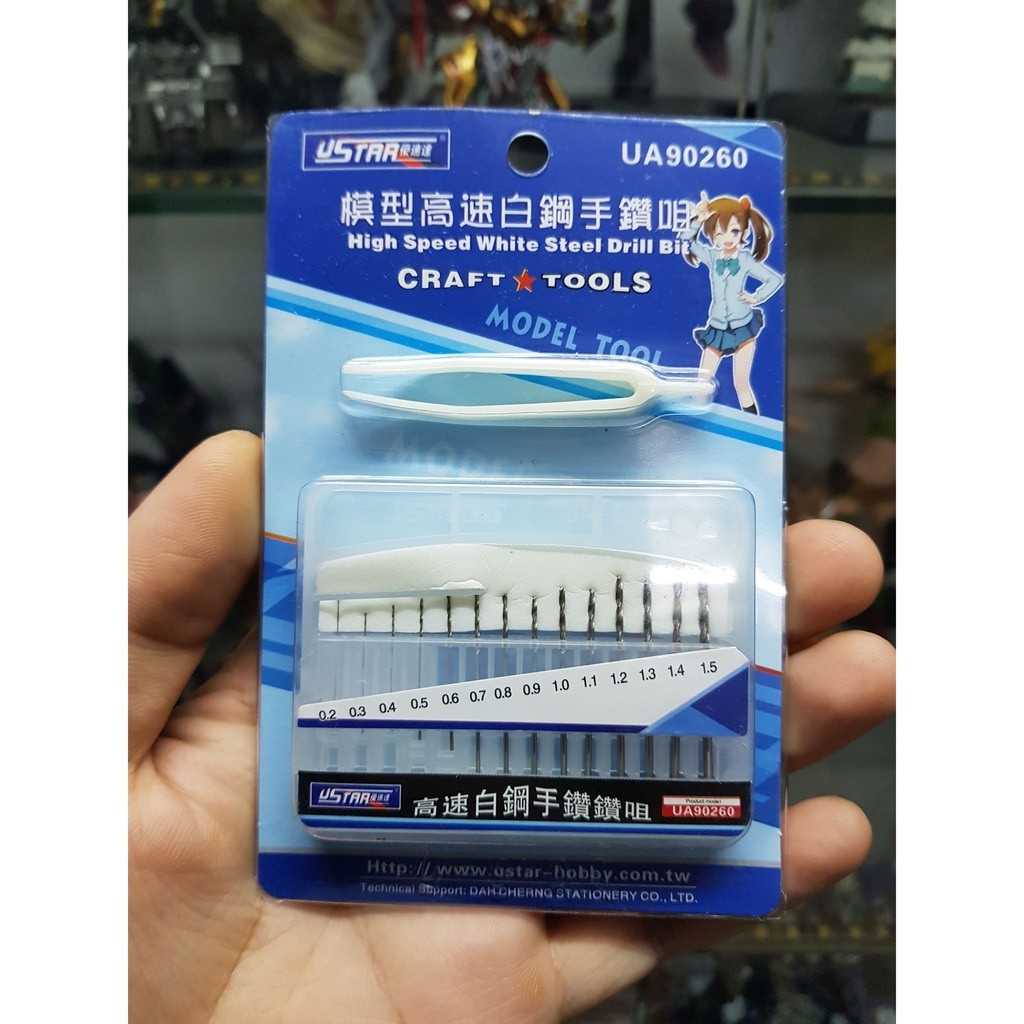 USTAR優速達
UA90260
模型高速白鋼手鑽咀
High Speed White Steel Drill Bit
CRAFT ★ TOOLS
MODEL TOOL
MODEL
0.2 0.3 0.4 0.5 0.6 0.7 0.8 0.9 1.0 1.1 1.2 1.3 1.4 1.5
USTAR優速達
高速白鋼手鑽鑽咀
Product model
UA90260
Http://www.ustar-hobby.com.tw
Technical Support: DAH CHERNG STATIONERY CO., LTD.